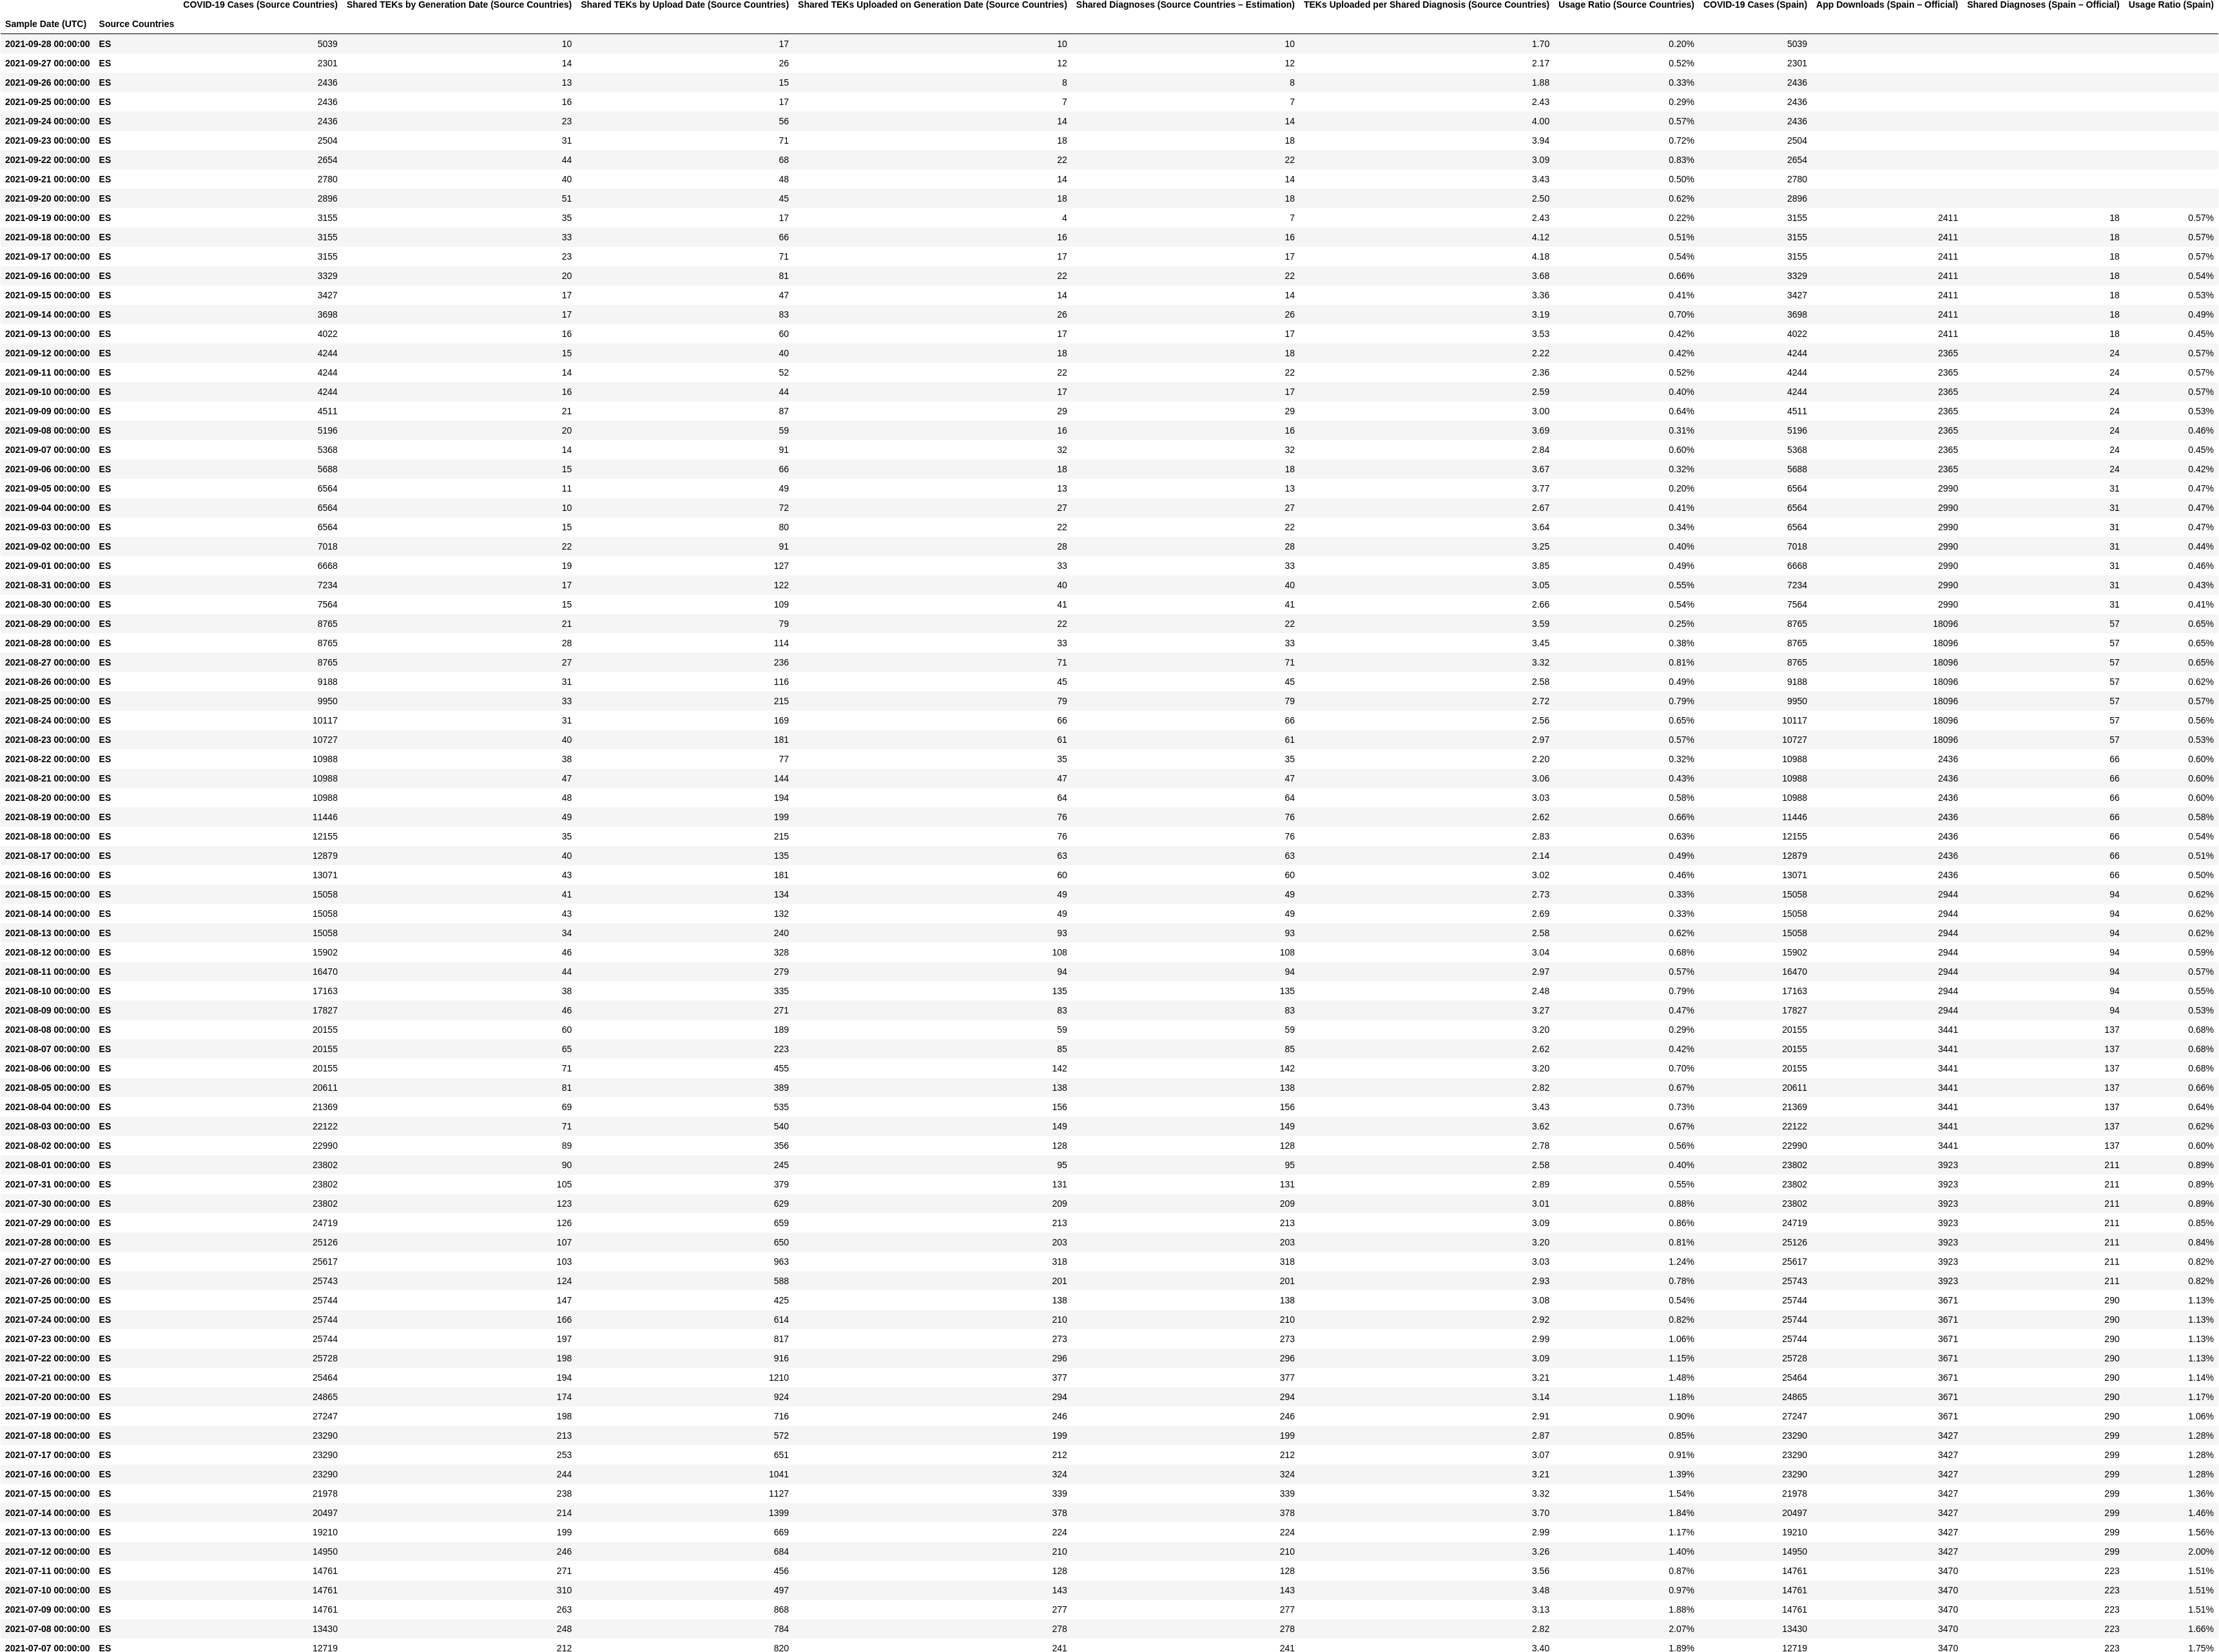 COVID-19 Cases (Source Countries) Shared TEKs by Generation Date (Source Countries) Shared TEKs by Upload Date (Source Countries) Shared TEKs Uploaded on Generation Date (Source Countries) Shared Diagnoses (Source Countries – Estimation) TEKs Uploaded per Shared Diagnosis (Source Countries) Usage Ratio (Source Countries) COVID-19 Cases (Spain) App Downloads (Spain – Official) Shared Diagnoses (Spain – Official) Usage Ratio (Spain)
Sample Date (UTC) Source Countries
2021-09-28 00:00:00 ES 5039 10 17 10 10 1.70 0.20% 5039
2021-09-27 00:00:00 ES 2301 14 26 12 12 2.17 0.52% 2301
2021-09-26 00:00:00 ES 2436 13 15 8 8 1.88 0.33% 2436
2021-09-25 00:00:00 ES 2436 16 17 7 7 2.43 0.29% 2436
2021-09-24 00:00:00 ES 2436 23 56 14 14 4.00 0.57% 2436
2021-09-23 00:00:00 ES 2504 31 71 18 18 3.94 0.72% 2504
2021-09-22 00:00:00 ES 2654 44 68 22 22 3.09 0.83% 2654
2021-09-21 00:00:00 ES 2780 40 48 14 14 3.43 0.50% 2780
2021-09-20 00:00:00 ES 2896 51 45 18 18 2.50 0.62% 2896
2021-09-19 00:00:00 ES 3155 35 17 4 7 2.43 0.22% 3155 2411 18 0.57%
2021-09-18 00:00:00 ES 3155 33 66 16 16 4.12 0.51% 3155 2411 18 0.57%
2021-09-17 00:00:00 ES 3155 23 71 17 17 4.18 0.54% 3155 2411 18 0.57%
2021-09-16 00:00:00 ES 3329 20 81 22 22 3.68 0.66% 3329 2411 18 0.54%
2021-09-15 00:00:00 ES 3427 17 47 14 14 3.36 0.41% 3427 2411 18 0.53%
2021-09-14 00:00:00 ES 3698 17 83 26 26 3.19 0.70% 3698 2411 18 0.49%
2021-09-13 00:00:00 ES 4022 16 60 17 17 3.53 0.42% 4022 2411 18 0.45%
2021-09-12 00:00:00 ES 4244 15 40 18 18 2.22 0.42% 4244 2365 24 0.57%
2021-09-11 00:00:00 ES 4244 14 52 22 22 2.36 0.52% 4244 2365 24 0.57%
2021-09-10 00:00:00 ES 4244 16 44 17 17 2.59 0.40% 4244 2365 24 0.57%
2021-09-09 00:00:00 ES 4511 21 87 29 29 3.00 0.64% 4511 2365 24 0.53%
2021-09-08 00:00:00 ES 5196 20 59 16 16 3.69 0.31% 5196 2365 24 0.46%
2021-09-07 00:00:00 ES 5368 14 91 32 32 2.84 0.60% 5368 2365 24 0.45%
2021-09-06 00:00:00 ES 5688 15 66 18 18 3.67 0.32% 5688 2365 24 0.42%
2021-09-05 00:00:00 ES 6564 11 49 13 13 3.77 0.20% 6564 2990 31 0.47%
2021-09-04 00:00:00 ES 6564 10 72 27 27 2.67 0.41% 6564 2990 31 0.47%
2021-09-03 00:00:00 ES 6564 15 80 22 22 3.64 0.34% 6564 2990 31 0.47%
2021-09-02 00:00:00 ES 7018 22 91 28 28 3.25 0.40% 7018 2990 31 0.44%
2021-09-01 00:00:00 ES 6668 19 127 33 33 3.85 0.49% 6668 2990 31 0.46%
2021-08-31 00:00:00 ES 7234 17 122 40 40 3.05 0.55% 7234 2990 31 0.43%
2021-08-30 00:00:00 ES 7564 15 109 41 41 2.66 0.54% 7564 2990 31 0.41%
2021-08-29 00:00:00 ES 8765 21 79 22 22 3.59 0.25% 8765 18096 57 0.65%
2021-08-28 00:00:00 ES 8765 28 114 33 33 3.45 0.38% 8765 18096 57 0.65%
2021-08-27 00:00:00 ES 8765 27 236 71 71 3.32 0.81% 8765 18096 57 0.65%
2021-08-26 00:00:00 ES 9188 31 116 45 45 2.58 0.49% 9188 18096 57 0.62%
2021-08-25 00:00:00 ES 9950 33 215 79 79 2.72 0.79% 9950 18096 57 0.57%
2021-08-24 00:00:00 ES 10117 31 169 66 66 2.56 0.65% 10117 18096 57 0.56%
2021-08-23 00:00:00 ES 10727 40 181 61 61 2.97 0.57% 10727 18096 57 0.53%
2021-08-22 00:00:00 ES 10988 38 77 35 35 2.20 0.32% 10988 2436 66 0.60%
2021-08-21 00:00:00 ES 10988 47 144 47 47 3.06 0.43% 10988 2436 66 0.60%
2021-08-20 00:00:00 ES 10988 48 194 64 64 3.03 0.58% 10988 2436 66 0.60%
2021-08-19 00:00:00 ES 11446 49 199 76 76 2.62 0.66% 11446 2436 66 0.58%
2021-08-18 00:00:00 ES 12155 35 215 76 76 2.83 0.63% 12155 2436 66 0.54%
2021-08-17 00:00:00 ES 12879 40 135 63 63 2.14 0.49% 12879 2436 66 0.51%
2021-08-16 00:00:00 ES 13071 43 181 60 60 3.02 0.46% 13071 2436 66 0.50%
2021-08-15 00:00:00 ES 15058 41 134 49 49 2.73 0.33% 15058 2944 94 0.62%
2021-08-14 00:00:00 ES 15058 43 132 49 49 2.69 0.33% 15058 2944 94 0.62%
2021-08-13 00:00:00 ES 15058 34 240 93 93 2.58 0.62% 15058 2944 94 0.62%
2021-08-12 00:00:00 ES 15902 46 328 108 108 3.04 0.68% 15902 2944 94 0.59%
2021-08-11 00:00:00 ES 16470 44 279 94 94 2.97 0.57% 16470 2944 94 0.57%
2021-08-10 00:00:00 ES 17163 38 335 135 135 2.48 0.79% 17163 2944 94 0.55%
2021-08-09 00:00:00 ES 17827 46 271 83 83 3.27 0.47% 17827 2944 94 0.53%
2021-08-08 00:00:00 ES 20155 60 189 59 59 3.20 0.29% 20155 3441 137 0.68%
2021-08-07 00:00:00 ES 20155 65 223 85 85 2.62 0.42% 20155 3441 137 0.68%
2021-08-06 00:00:00 ES 20155 71 455 142 142 3.20 0.70% 20155 3441 137 0.68%
2021-08-05 00:00:00 ES 20611 81 389 138 138 2.82 0.67% 20611 3441 137 0.66%
2021-08-04 00:00:00 ES 21369 69 535 156 156 3.43 0.73% 21369 3441 137 0.64%
2021-08-03 00:00:00 ES 22122 71 540 149 149 3.62 0.67% 22122 3441 137 0.62%
2021-08-02 00:00:00 ES 22990 89 356 128 128 2.78 0.56% 22990 3441 137 0.60%
2021-08-01 00:00:00 ES 23802 90 245 95 95 2.58 0.40% 23802 3923 211 0.89%
2021-07-31 00:00:00 ES 23802 105 379 131 131 2.89 0.55% 23802 3923 211 0.89%
2021-07-30 00:00:00 ES 23802 123 629 209 209 3.01 0.88% 23802 3923 211 0.89%
2021-07-29 00:00:00 ES 24719 126 659 213 213 3.09 0.86% 24719 3923 211 0.85%
2021-07-28 00:00:00 ES 25126 107 650 203 203 3.20 0.81% 25126 3923 211 0.84%
2021-07-27 00:00:00 ES 25617 103 963 318 318 3.03 1.24% 25617 3923 211 0.82%
2021-07-26 00:00:00 ES 25743 124 588 201 201 2.93 0.78% 25743 3923 211 0.82%
2021-07-25 00:00:00 ES 25744 147 425 138 138 3.08 0.54% 25744 3671 290 1.13%
2021-07-24 00:00:00 ES 25744 166 614 210 210 2.92 0.82% 25744 3671 290 1.13%
2021-07-23 00:00:00 ES 25744 197 817 273 273 2.99 1.06% 25744 3671 290 1.13%
2021-07-22 00:00:00 ES 25728 198 916 296 296 3.09 1.15% 25728 3671 290 1.13%
2021-07-21 00:00:00 ES 25464 194 1210 377 377 3.21 1.48% 25464 3671 290 1.14%
2021-07-20 00:00:00 ES 24865 174 924 294 294 3.14 1.18% 24865 3671 290 1.17%
2021-07-19 00:00:00 ES 27247 198 716 246 246 2.91 0.90% 27247 3671 290 1.06%
2021-07-18 00:00:00 ES 23290 213 572 199 199 2.87 0.85% 23290 3427 299 1.28%
2021-07-17 00:00:00 ES 23290 253 651 212 212 3.07 0.91% 23290 3427 299 1.28%
2021-07-16 00:00:00 ES 23290 244 1041 324 324 3.21 1.39% 23290 3427 299 1.28%
2021-07-15 00:00:00 ES 21978 238 1127 339 339 3.32 1.54% 21978 3427 299 1.36%
2021-07-14 00:00:00 ES 20497 214 1399 378 378 3.70 1.84% 20497 3427 299 1.46%
2021-07-13 00:00:00 ES 19210 199 669 224 224 2.99 1.17% 19210 3427 299 1.56%
2021-07-12 00:00:00 ES 14950 246 684 210 210 3.26 1.40% 14950 3427 299 2.00%
2021-07-11 00:00:00 ES 14761 271 456 128 128 3.56 0.87% 14761 3470 223 1.51%
2021-07-10 00:00:00 ES 14761 310 497 143 143 3.48 0.97% 14761 3470 223 1.51%
2021-07-09 00:00:00 ES 14761 263 868 277 277 3.13 1.88% 14761 3470 223 1.51%
2021-07-08 00:00:00 ES 13430 248 784 278 278 2.82 2.07% 13430 3470 223 1.66%
2021-07-07 00:00:00 ES 12719 212 820 241 241 3.40 1.89% 12719 3470 223 1.75%